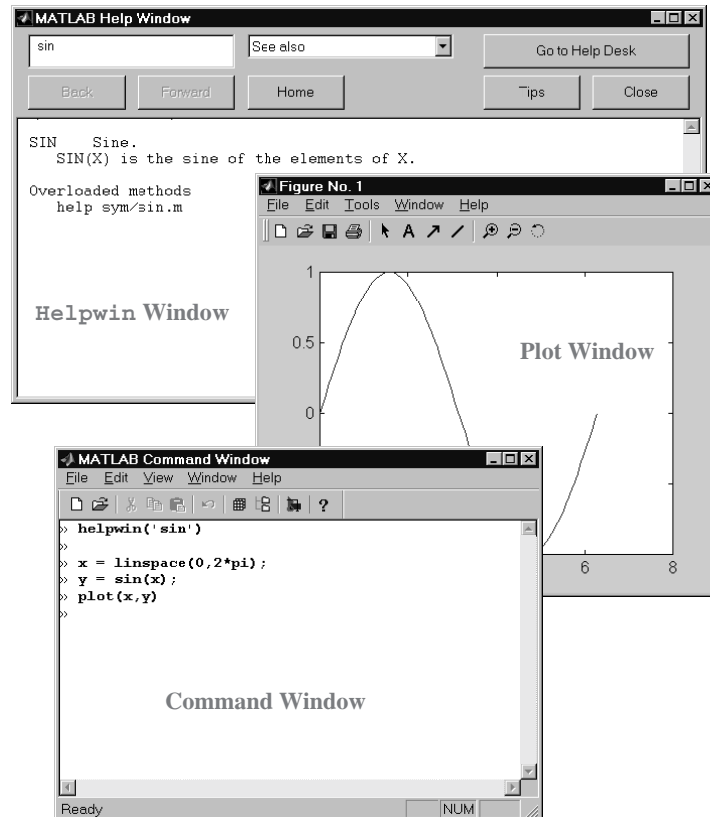 MATLAB Help Window
sin
See also
Go to Help Desk
Back
Forward
Home
Tips
Close
SIN Sine.
SIN(X) is the sine of the elements of X.
Overloaded methods
help sym/sin.m
Helpwin Window
Figure No. 1
File Edit Tools Window Help
1
0.5
0
6
8
Plot Window
MATLAB Command Window
File Edit View Window Help
» helpwin('sin')
»
» x = linspace(0,2*pi);
» y = sin(x);
» plot(x,y)
»
Command Window
Ready
NUM